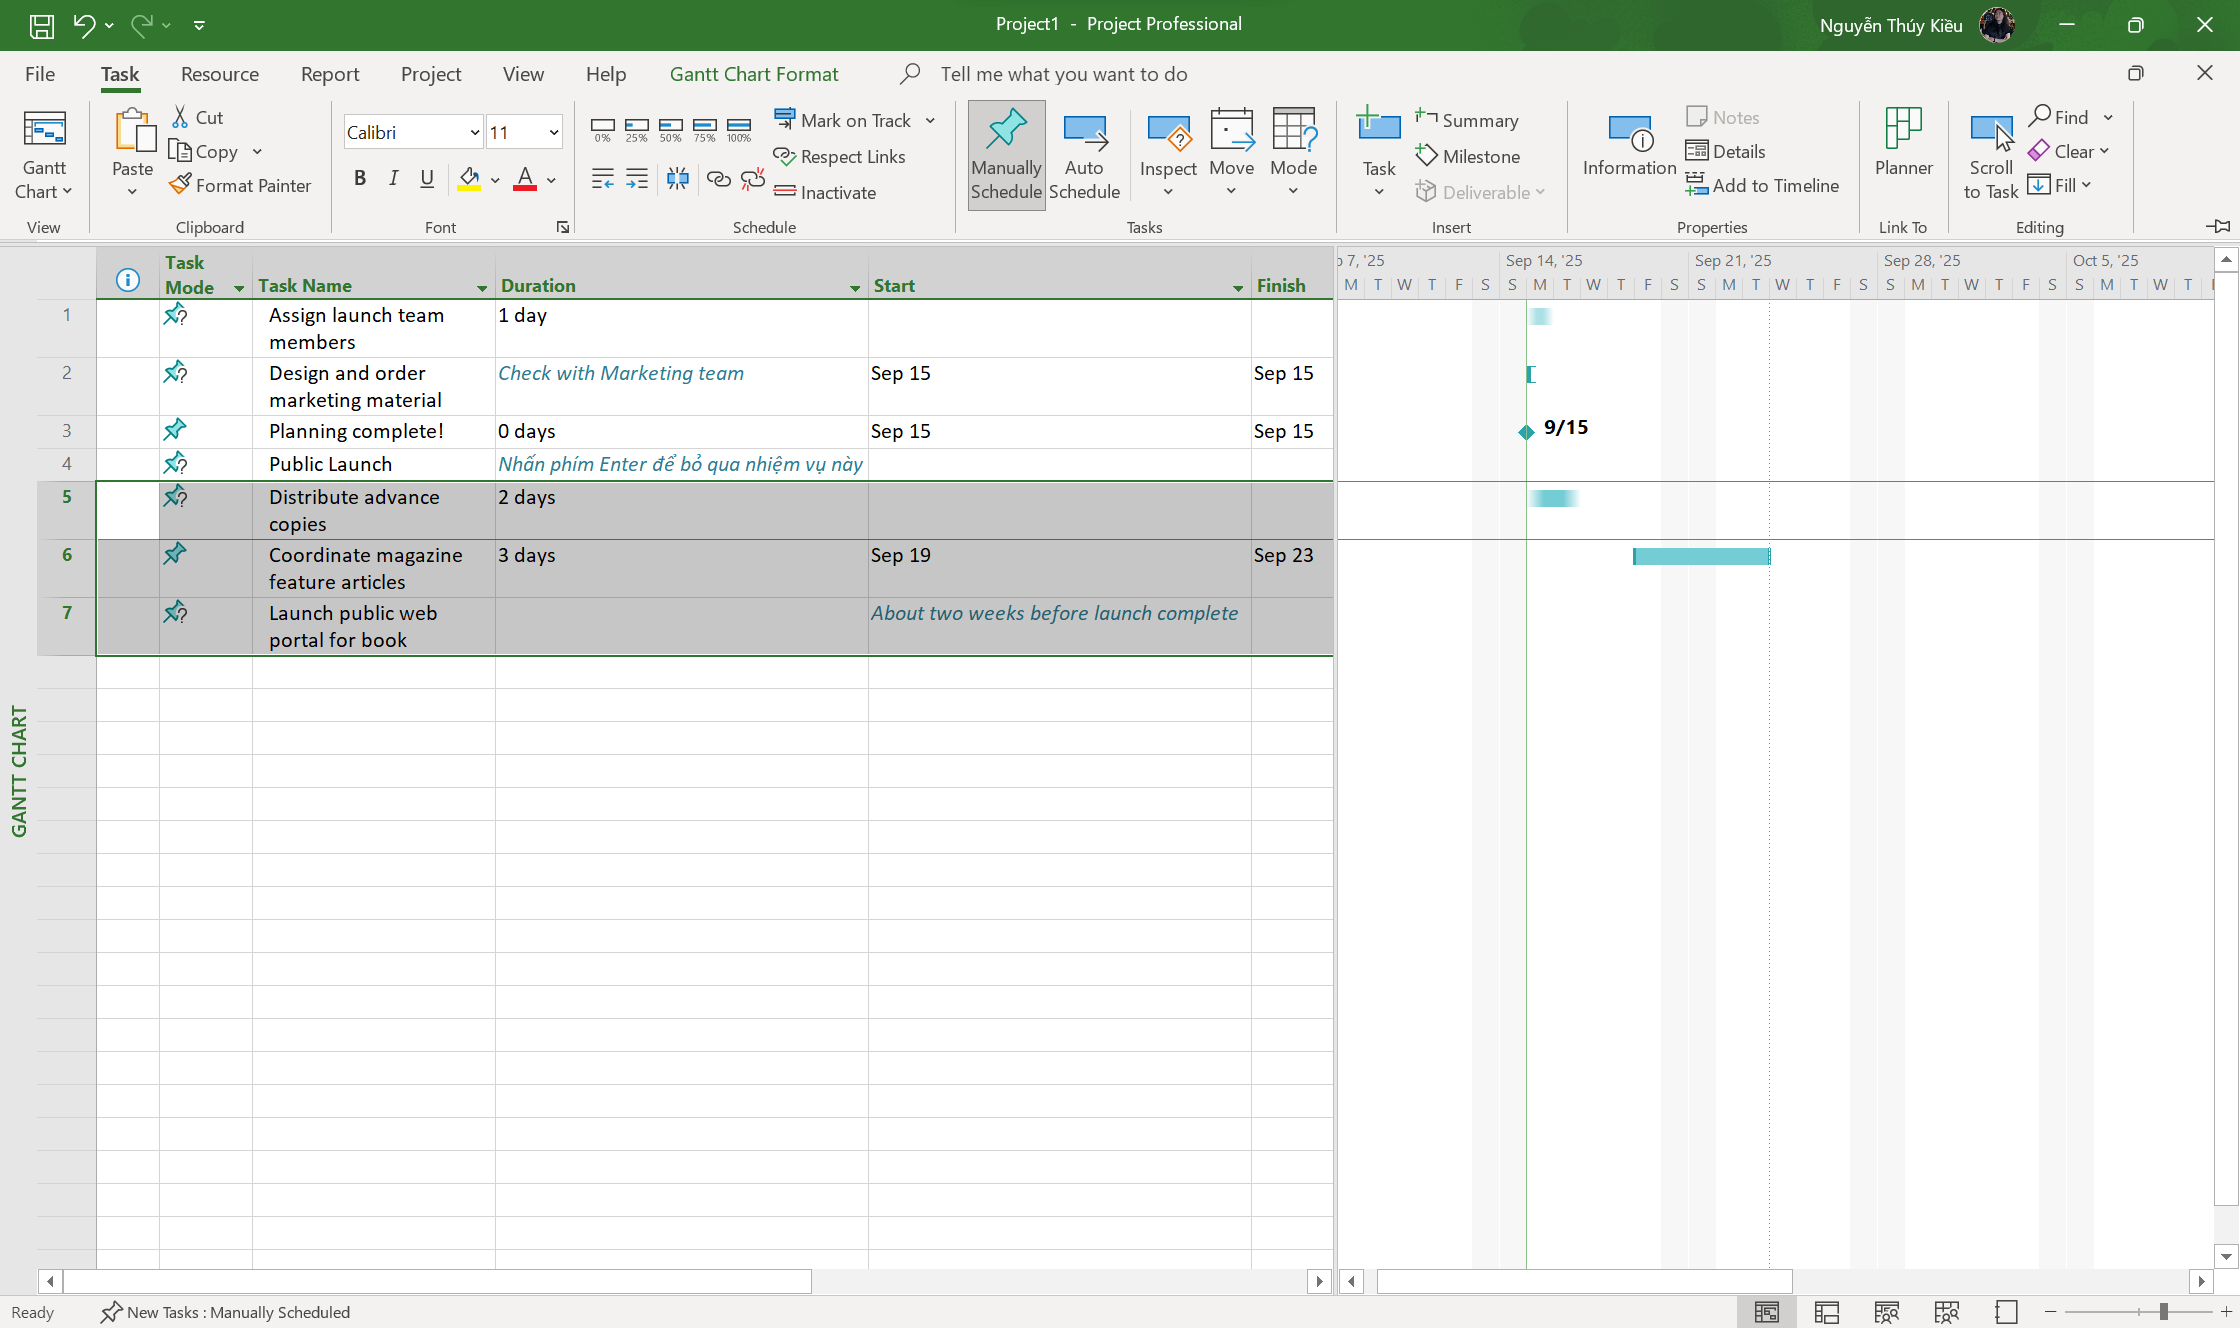 Project1 - Project Professional
Nguyễn Thúy Kiều
File Task Resource Report Project View Help Gantt Chart Format Tell me what you want to do
Gantt Chart
View
Paste
Cut
Copy
Format Painter
Clipboard
Calibri 11
B I U A
Font
0% 25% 50% 75% 100%
Mark on Track
Respect Links
Inactivate
Schedule
Manually Schedule
Auto Schedule
Inspect
Move
Mode
Tasks
Task
Summary
Milestone
Deliverable
Insert
Information
Notes
Details
Add to Timeline
Properties
Planner
Link To
Scroll to Task
Find
Clear
Fill
Editing
Task Mode Task Name Duration Start Finish
7, '25 Sep 14, '25 Sep 21, '25 Sep 28, '25 Oct 5, '25
M T W T F S S M T W T F S S M T W T F S S M T W T F S S M T W T
1 Assign launch team members 1 day
2 Design and order marketing material Check with Marketing team Sep 15 Sep 15
3 Planning complete! 0 days Sep 15 Sep 15 9/15
4 Public Launch Nhấn phím Enter để bỏ qua nhiệm vụ này
5 Distribute advance copies 2 days
6 Coordinate magazine feature articles 3 days Sep 19 Sep 23
7 Launch public web portal for book About two weeks before launch complete
GANTT CHART
Ready New Tasks : Manually Scheduled